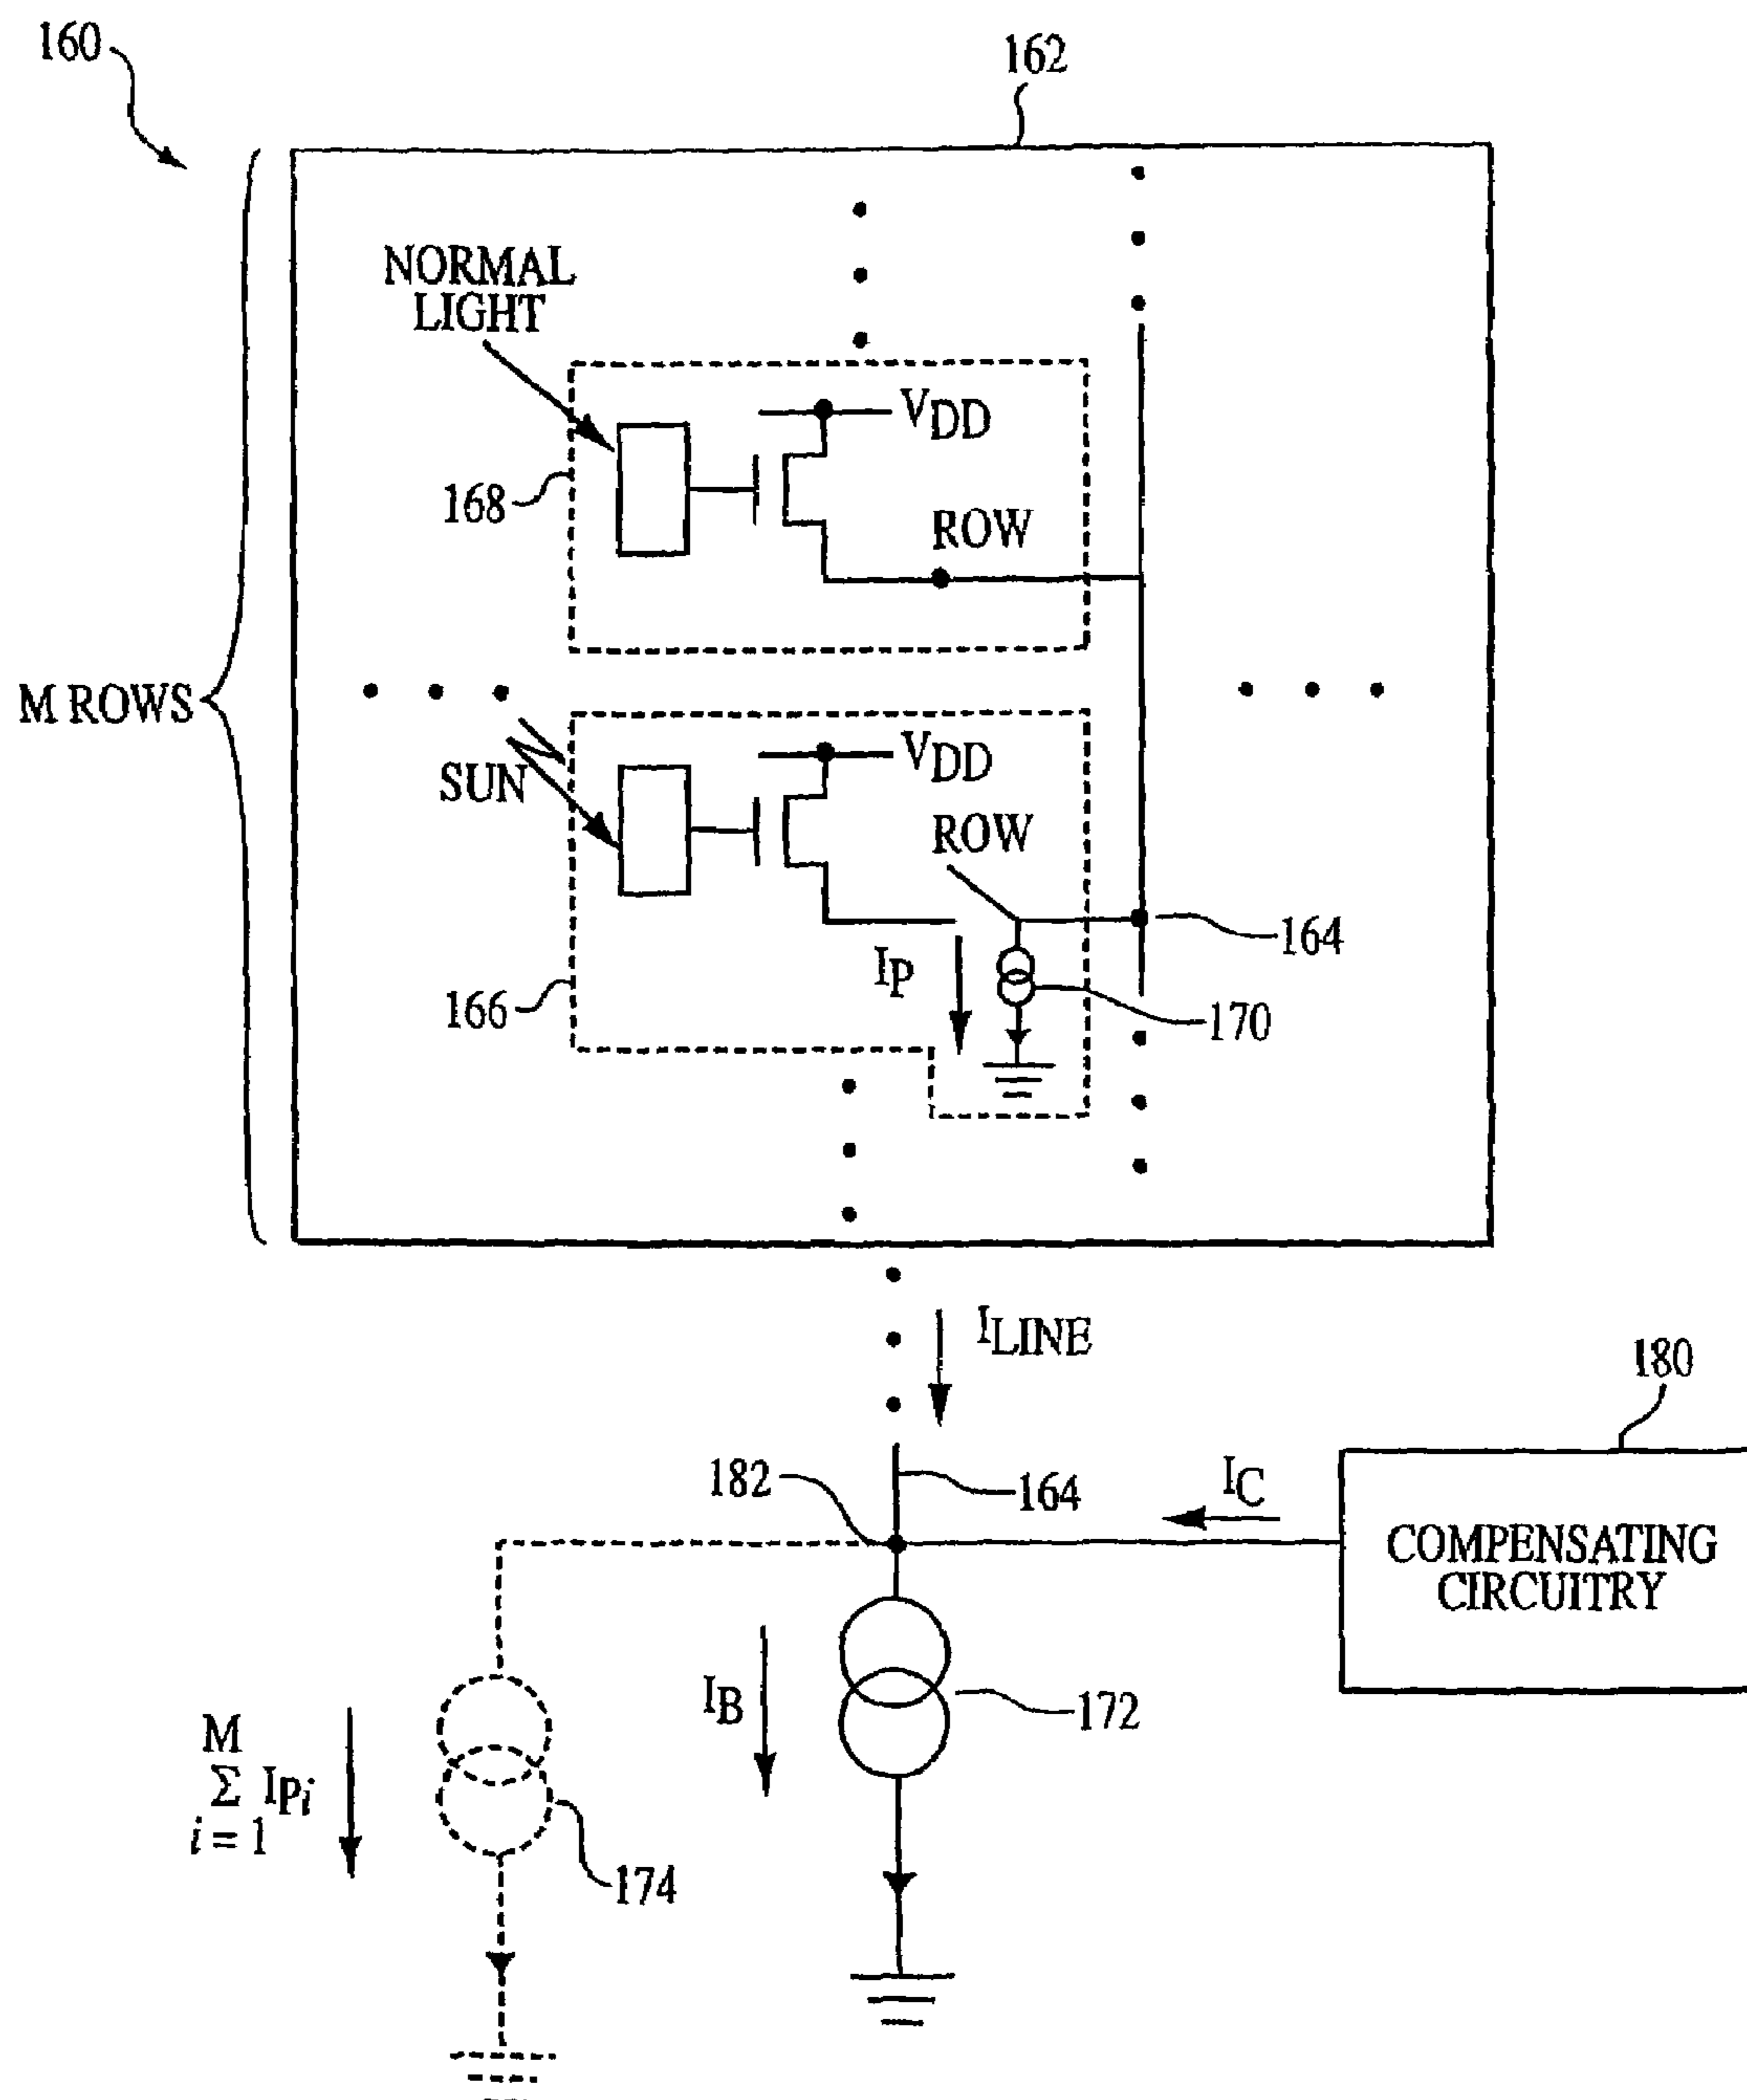 160
162
NORMAL
LIGHT
VDD
168
ROW
M ROWS
SUN
VDD
ROW
164
IP
166
170
ILINE
180
182
164
IC
COMPENSATING
CIRCUITRY
IB
172
M
Σ IPi
i = 1
174